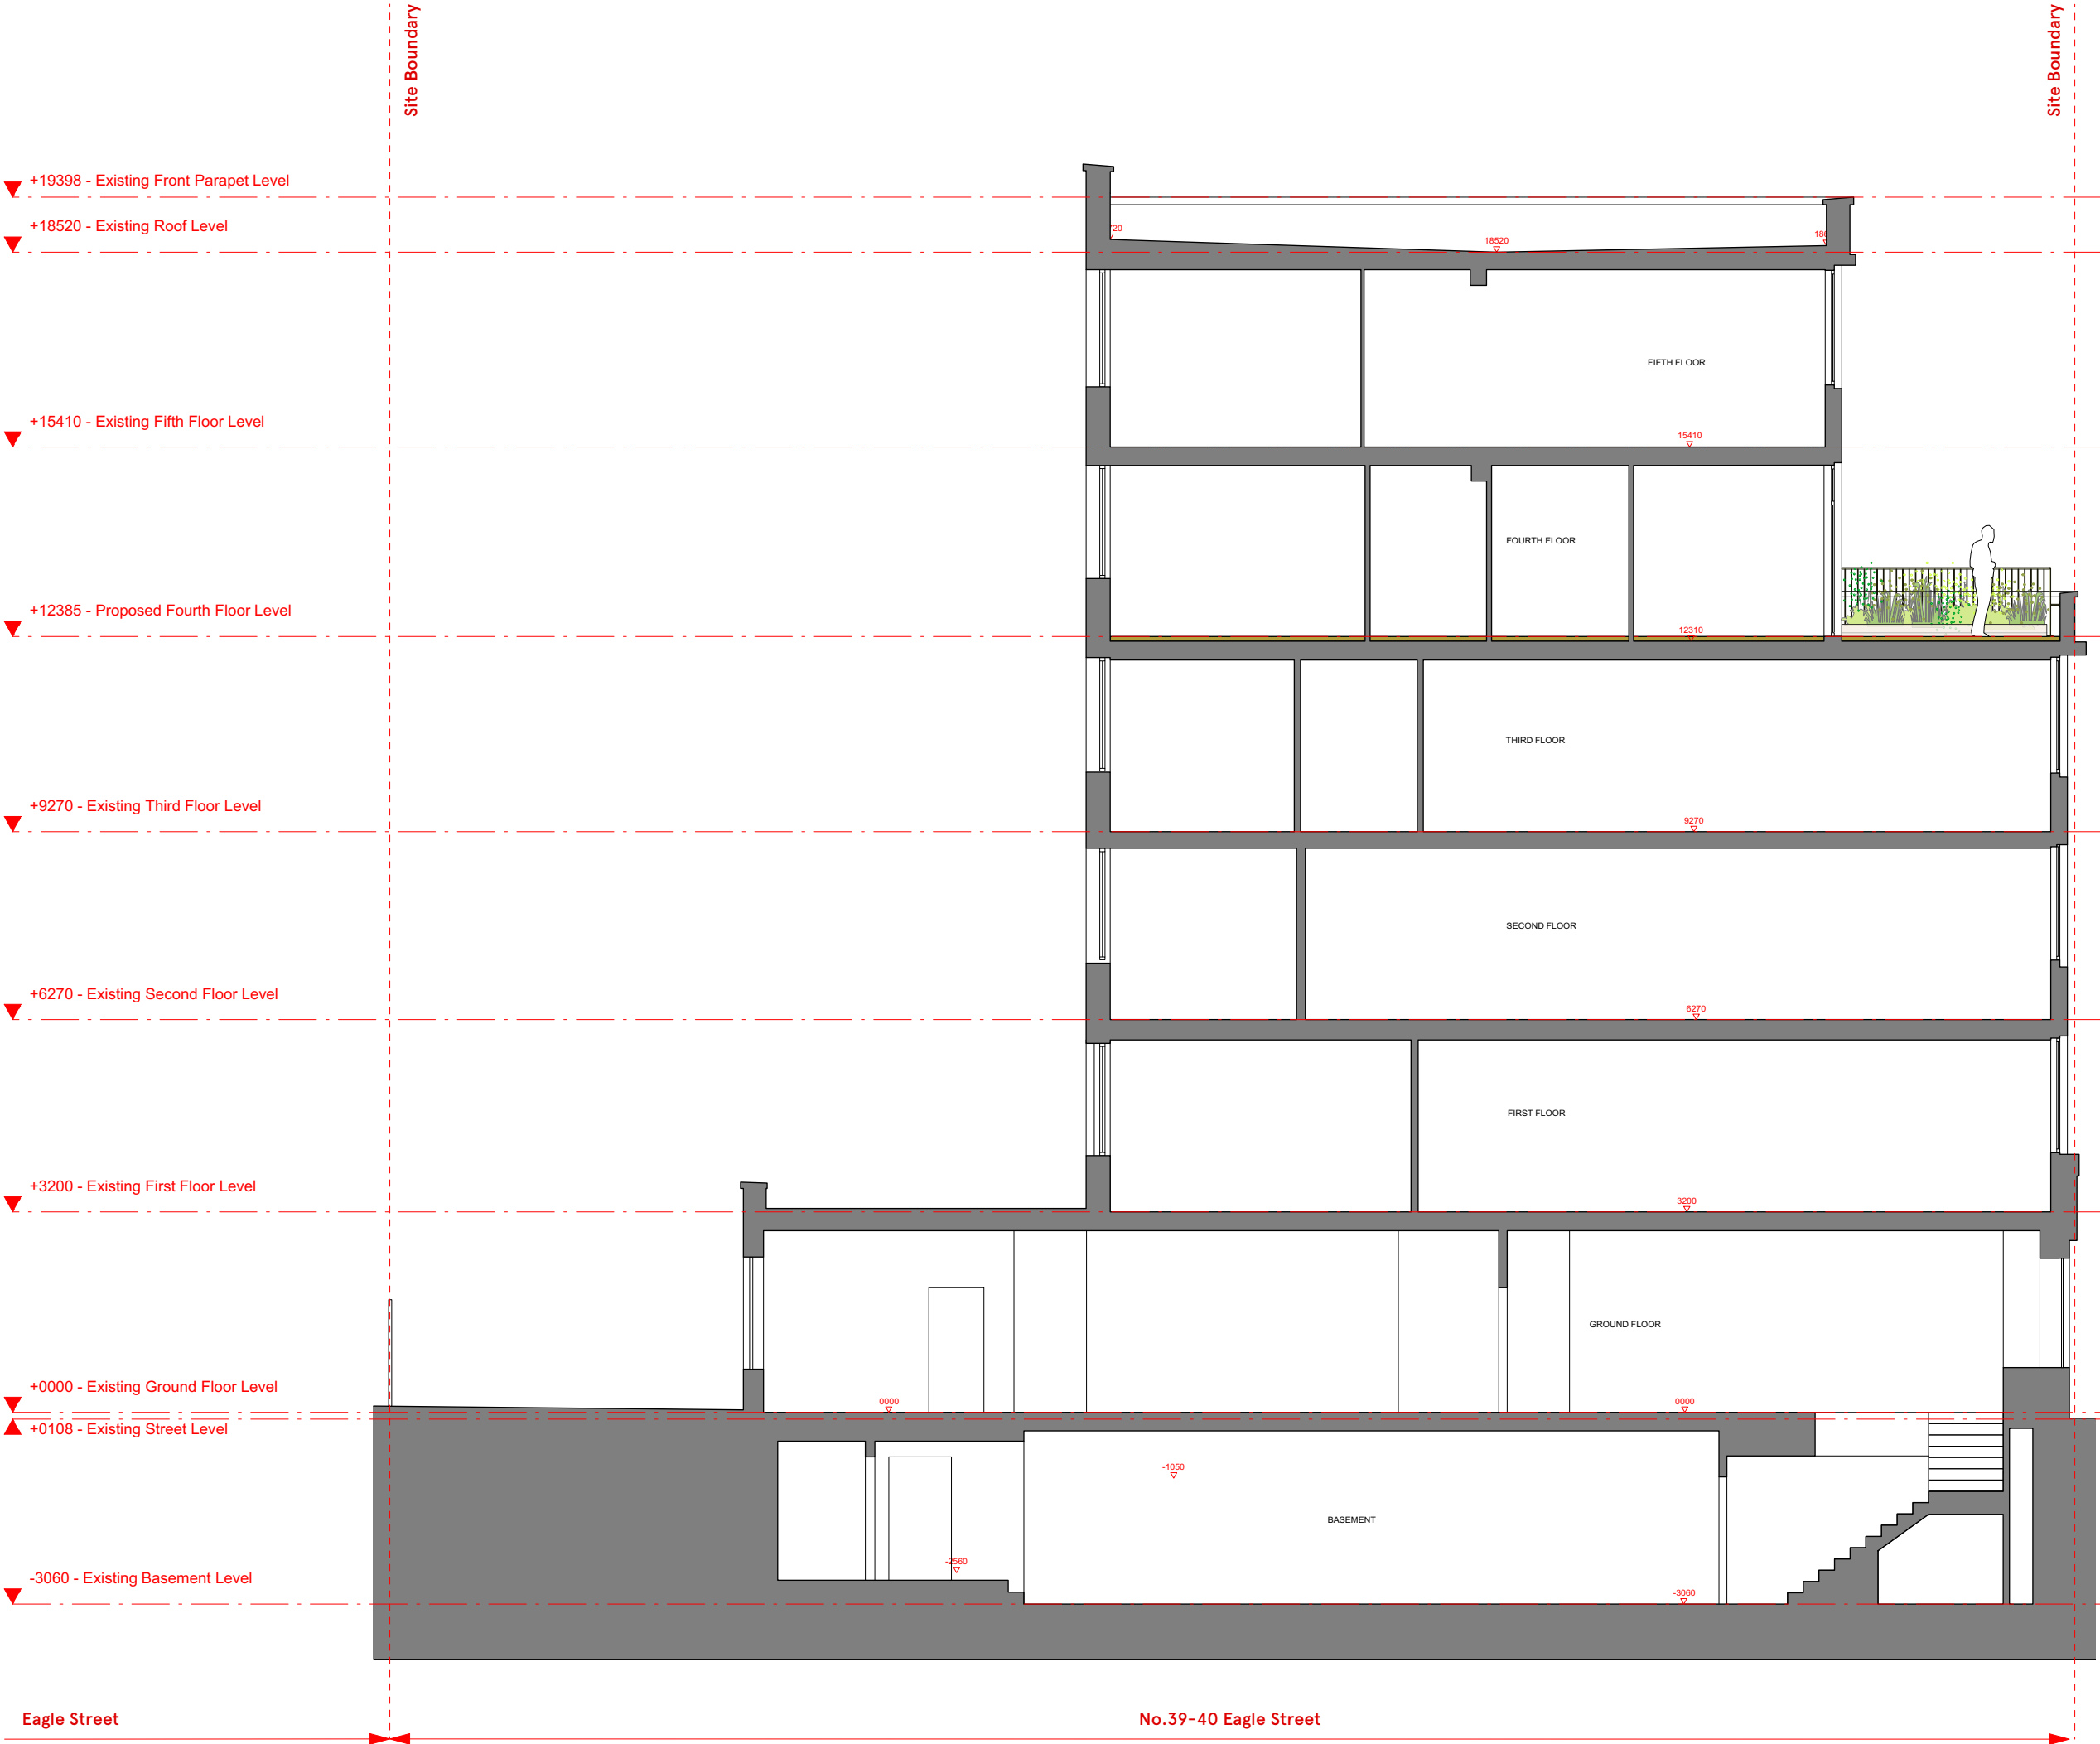 Site Boundary
Site Boundary
+19398 - Existing Front Parapet Level
+18520 - Existing Roof Level
18520
FIFTH FLOOR
+15410 - Existing Fifth Floor Level
15410
FOURTH FLOOR
+12385 - Proposed Fourth Floor Level
12310
THIRD FLOOR
+9270 - Existing Third Floor Level
9270
SECOND FLOOR
+6270 - Existing Second Floor Level
6270
FIRST FLOOR
+3200 - Existing First Floor Level
3200
GROUND FLOOR
+0000 - Existing Ground Floor Level
0000
0000
+0108 - Existing Street Level
-1050
BASEMENT
-2560
-3060 - Existing Basement Level
-3060
Eagle Street
No.39-40 Eagle Street